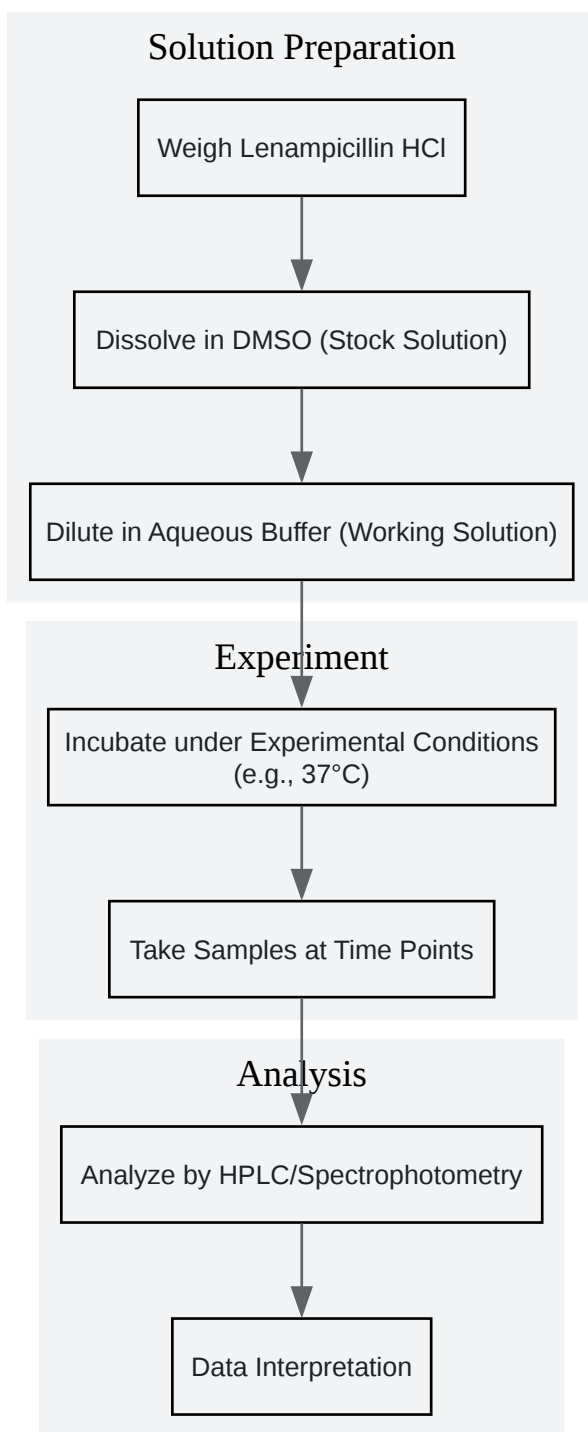 Solution Preparation
Weigh Lenampicillin HCl
Dissolve in DMSO (Stock Solution)
Dilute in Aqueous Buffer (Working Solution)
Experiment
Incubate under Experimental Conditions
(e.g., 37°C)
Take Samples at Time Points
Analysis
Analyze by HPLC/Spectrophotometry
Data Interpretation